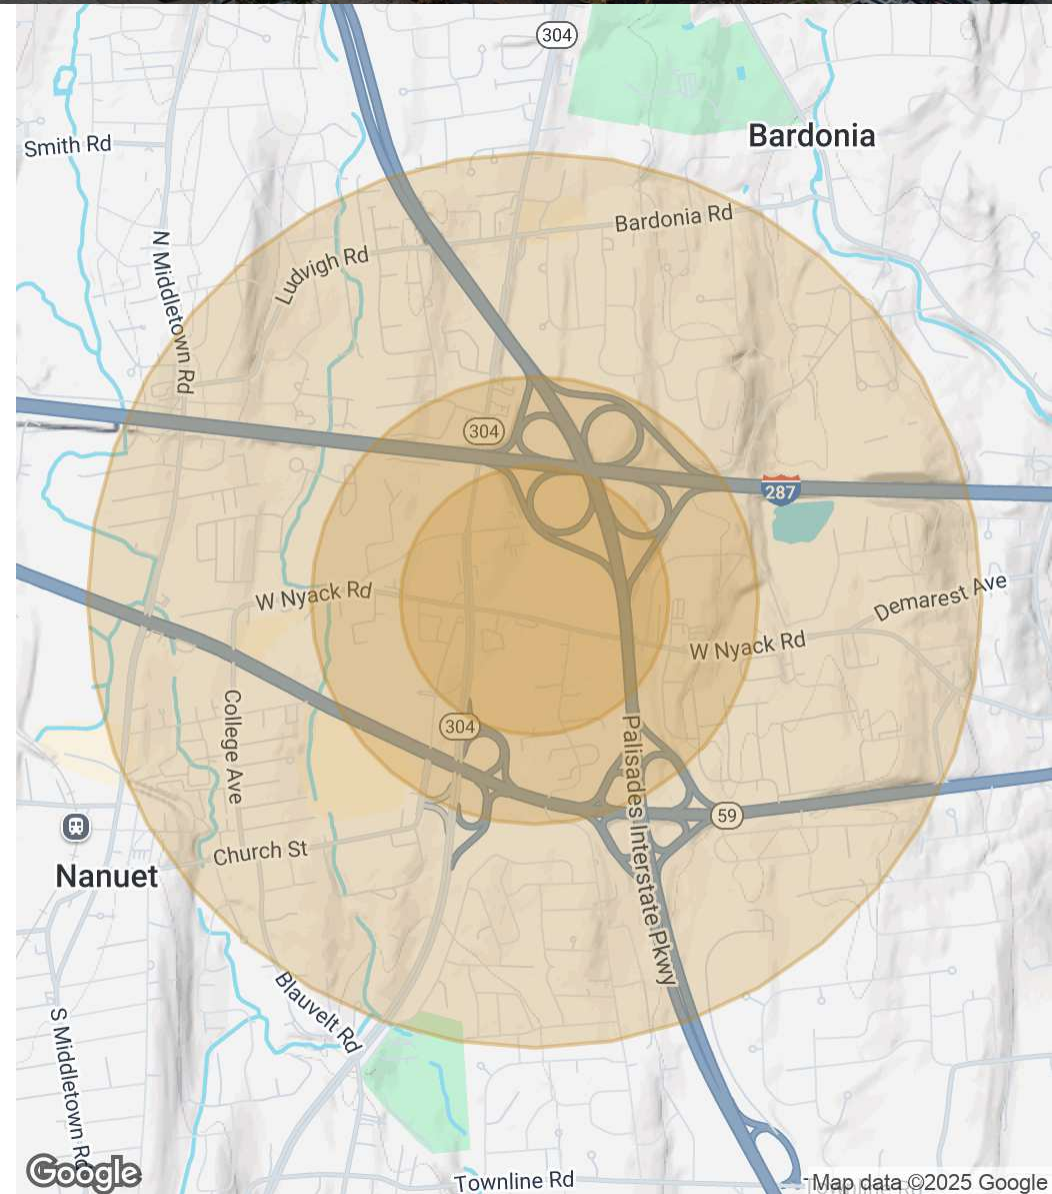 304
Bardonia
Smith Rd
Bardonia Rd
N Middletown Rd
Ludvigh Rd
304
287
W Nyack Rd
Demarest Ave
W Nyack Rd
College Ave
304
Palisades Interstate Pkwy
59
Church St
Nanuet
Blauvelt Rd
S Middletown Rd
Google
Townline Rd
Map data ©2025 Google